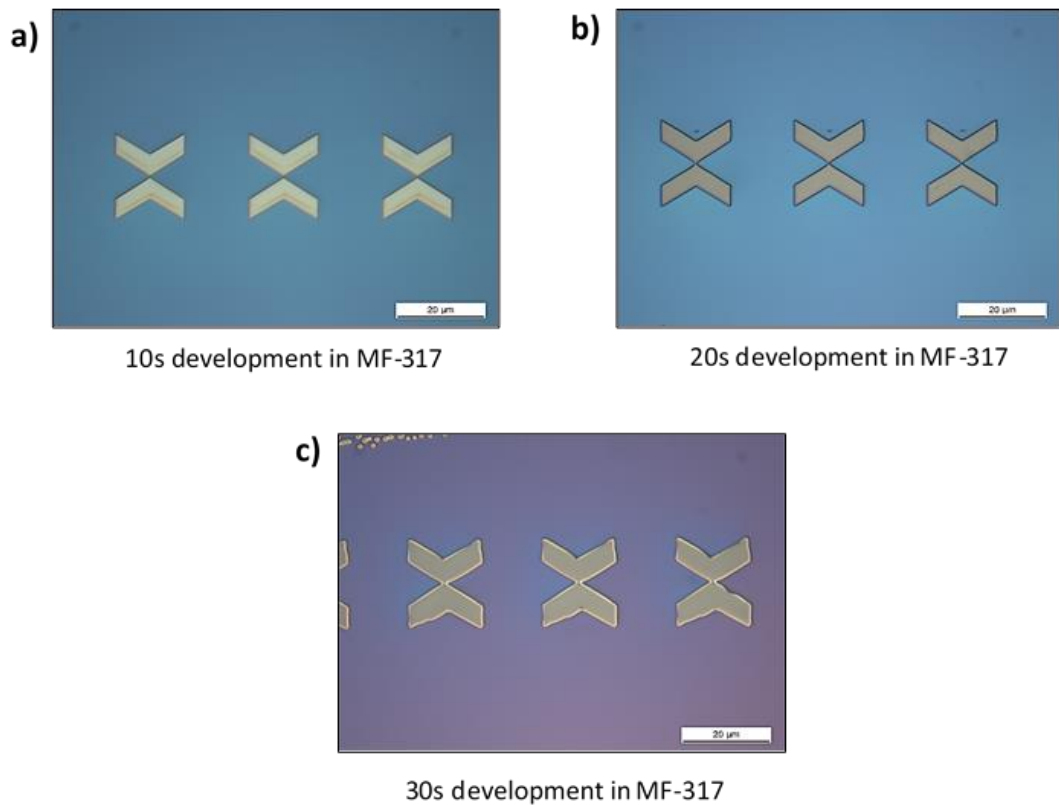 a)
b)
20 µm
20 µm
10s development in MF-317
20s development in MF-317
c)
20 µm
30s development in MF-317